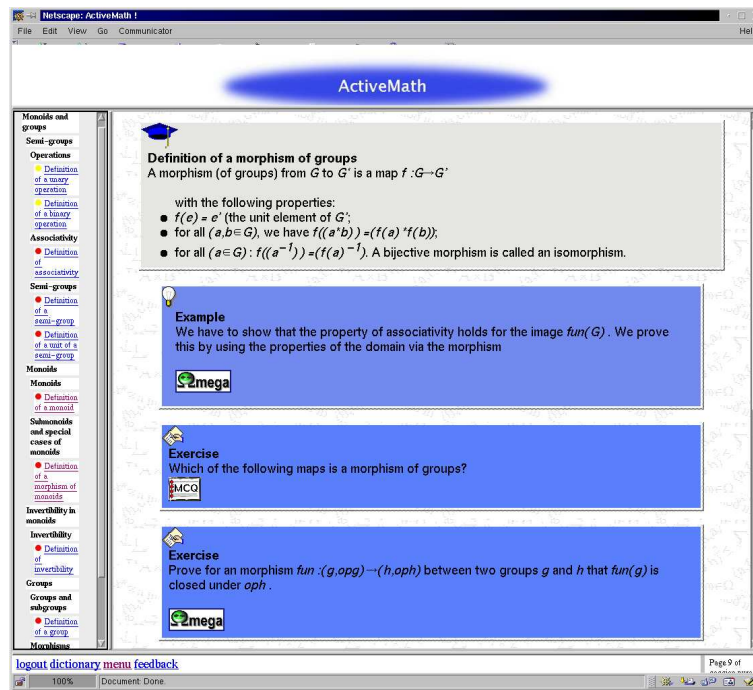 Netscape: ActiveMath !
File Edit View Go Communicator
Hel
ActiveMath
Monoids and
groups
Semi-groups
Operations
Definition
of a unary
operation
Definition
of a binary
operation
Associativity
Definition
of
associativity
Semi-groups
Definition
of a
semi-group
Definition
of a unit of a
semi-group
Monoids
Monoids
Definition
of a monoid
Submonoids
and special
cases of
monoids
Definition
of a
morphism of
monoids
Invertibility in
monoids
Invertibility
Definition
of
invertibility
Groups
Groups and
subgroups
Definition
of a group
Morphisms
Definition of a morphism of groups
A morphism (of groups) from G to G' is a map f :G→G'
with the following properties:
● f(e) = e' (the unit element of G';
● for all (a,b∈G), we have f((a*b) ) =(f(a) *f(b));
● for all (a∈G) : f((a⁻¹) ) =(f(a)⁻¹). A bijective morphism is called an isomorphism.
Example
We have to show that the property of associativity holds for the image fun(G) . We prove
this by using the properties of the domain via the morphism
Ωmega
Exercise
Which of the following maps is a morphism of groups?
MCQ
Exercise
Prove for an morphism fun :(g,opg)→(h,oph) between two groups g and h that fun(g) is
closed under oph .
Ωmega
logout dictionary menu feedback
Page 9 of
100% Document: Done.